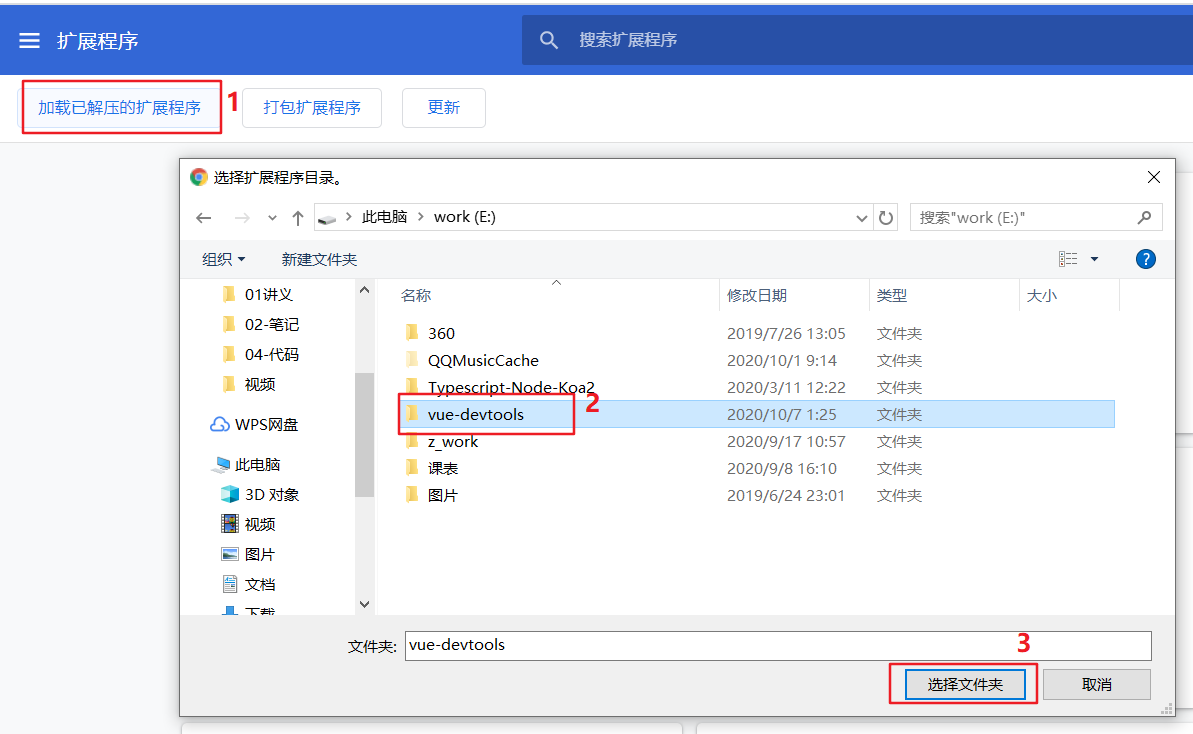 扩展程序 搜索扩展程序
加载已解压的扩展程序 1 打包扩展程序 更新
选择扩展程序目录。
此电脑 work (E:) 搜索"work (E:)"
组织 新建文件夹 ?
名称 修改日期 类型 大小
01讲义
02-笔记
04-代码
视频
WPS网盘
此电脑
3D 对象
视频
图片
文档
下载
360 2019/7/26 13:05 文件夹
QQMusicCache 2020/10/1 9:14 文件夹
Typescript-Node-Koa2 2020/3/11 12:22 文件夹
vue-devtools 2 2020/10/7 1:25 文件夹
z_work 2020/9/17 10:57 文件夹
课表 2020/9/8 16:10 文件夹
图片 2019/6/24 23:01 文件夹
文件夹: vue-devtools
3
选择文件夹 取消